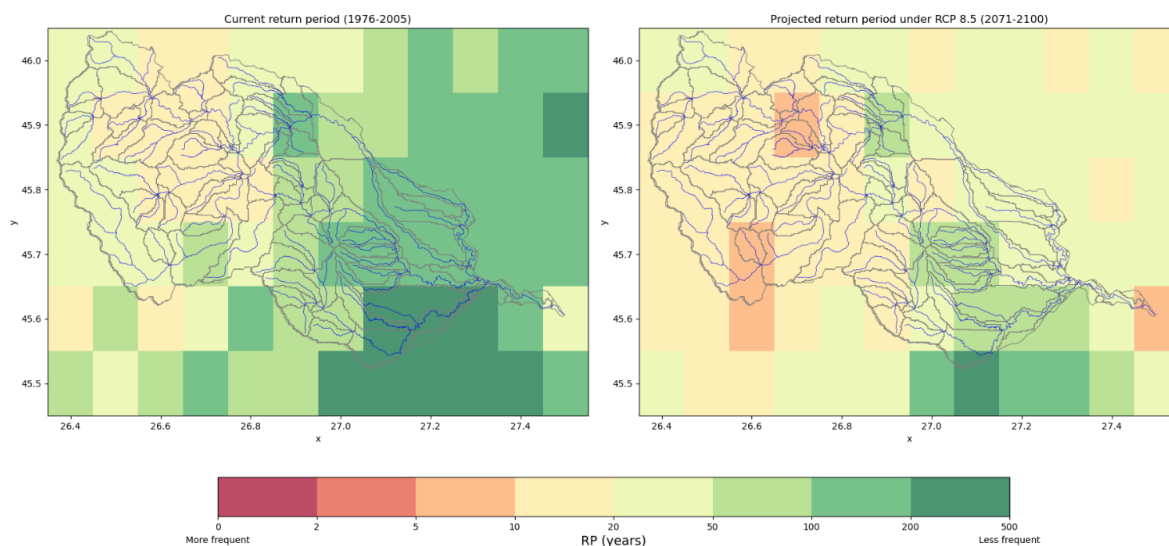 Current return period (1976-2005)
Projected return period under RCP 8.5 (2071-2100)
46.0
45.9
45.8
45.7
45.6
45.5
y
26.4 26.6 26.8 27.0 27.2 27.4
x
46.0
45.9
45.8
45.7
45.6
45.5
y
26.4 26.6 26.8 27.0 27.2 27.4
x
0 2 5 10 20 50 100 200 500
More frequent RP (years) Less frequent